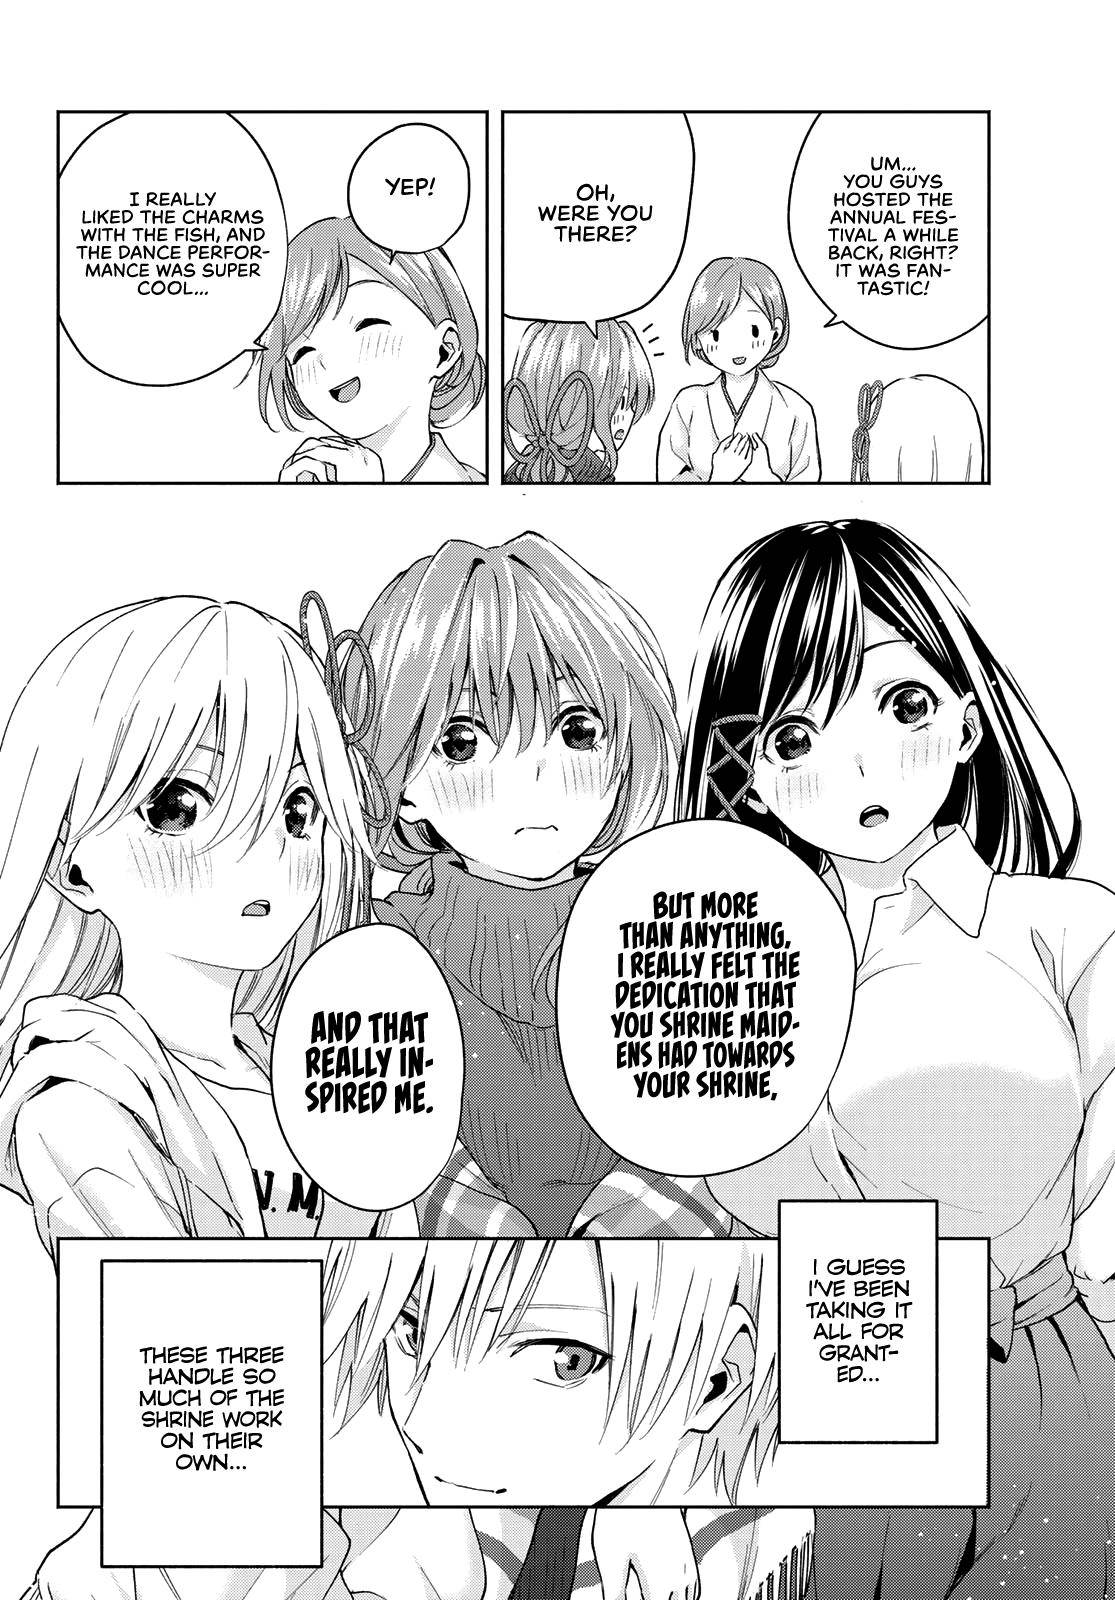 UM...
YOU GUYS
HOSTED THE
ANNUAL FES-
TIVAL A WHILE
BACK, RIGHT?
IT WAS FAN-
TASTIC!
OH,
WERE YOU
THERE?
YEP!
I REALLY
LIKED THE CHARMS
WITH THE FISH, AND
THE DANCE PERFOR-
MANCE WAS SUPER
COOL...
BUT MORE
THAN ANYTHING,
I REALLY FELT THE
DEDICATION THAT
YOU SHRINE MAID-
ENS HAD TOWARDS
YOUR SHRINE,
AND THAT
REALLY IN-
SPIRED ME.
W. M.
I GUESS
I'VE BEEN
TAKING IT
ALL FOR
GRANT-
ED...
THESE THREE
HANDLE SO
MUCH OF THE
SHRINE WORK
ON THEIR
OWN...